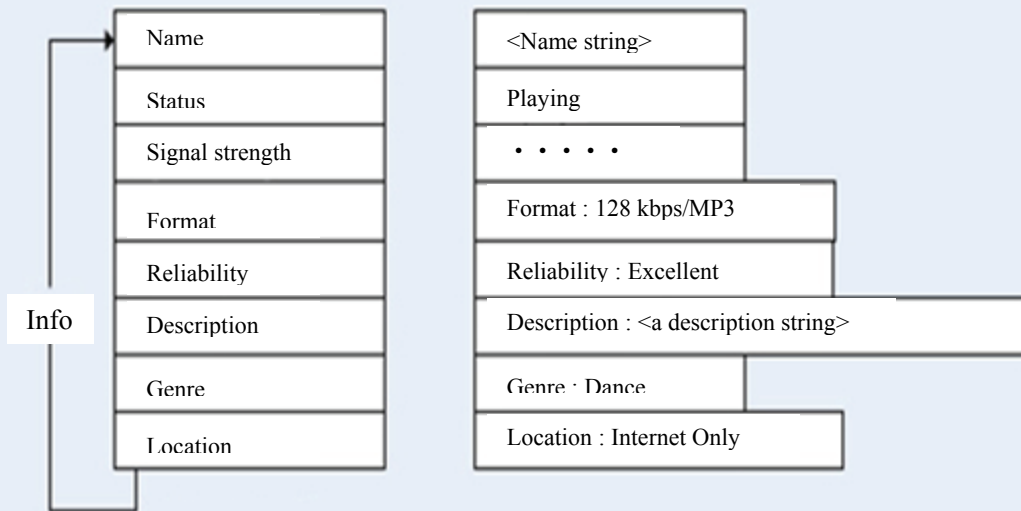 Name
<Name string>
Status
Playing
Signal strength
• • • • •
Format
Format : 128 kbps/MP3
Reliability
Reliability : Excellent
Info
Description
Description : <a description string>
Genre
Genre : Dance
Location
Location : Internet Only